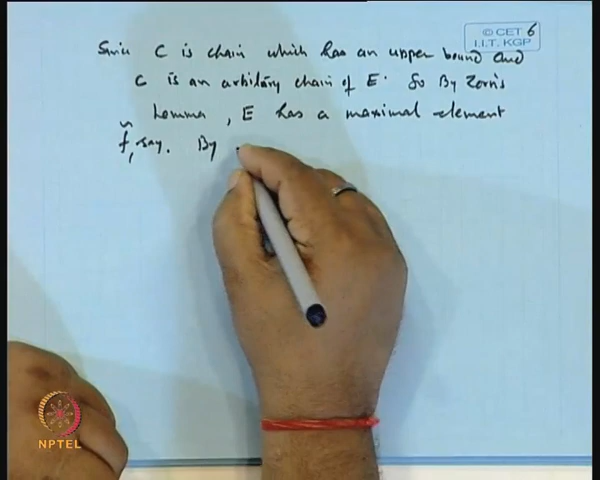 © CET
I.I.T. KGP
6
Since C is chain which has an upper bound and
C is an arbitrary chain of E. So By Zorn's
Lemma, E has a maximal element
f̃, say. By
NPTEL